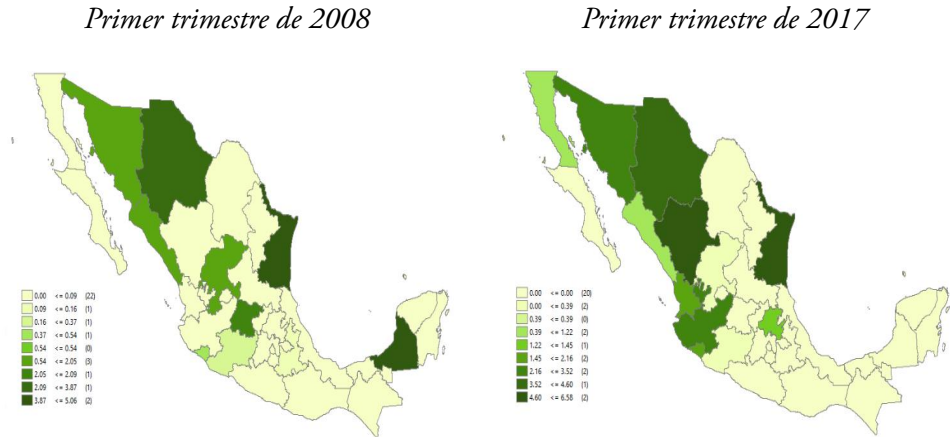 Primer trimestre de 2008
Primer trimestre de 2017
0.00 <= 0.09 (22)
0.09 <= 0.16 (1)
0.16 <= 0.37 (1)
0.37 <= 0.54 (1)
0.54 <= 0.54 (0)
0.54 <= 2.05 (3)
2.05 <= 2.09 (1)
2.09 <= 3.87 (1)
3.87 <= 5.06 (2)
0.00 <= 0.00 (20)
0.00 <= 0.39 (2)
0.39 <= 0.39 (0)
0.39 <= 1.22 (2)
1.22 <= 1.45 (1)
1.45 <= 2.16 (2)
2.16 <= 3.52 (2)
3.52 <= 4.60 (1)
4.60 <= 6.58 (2)